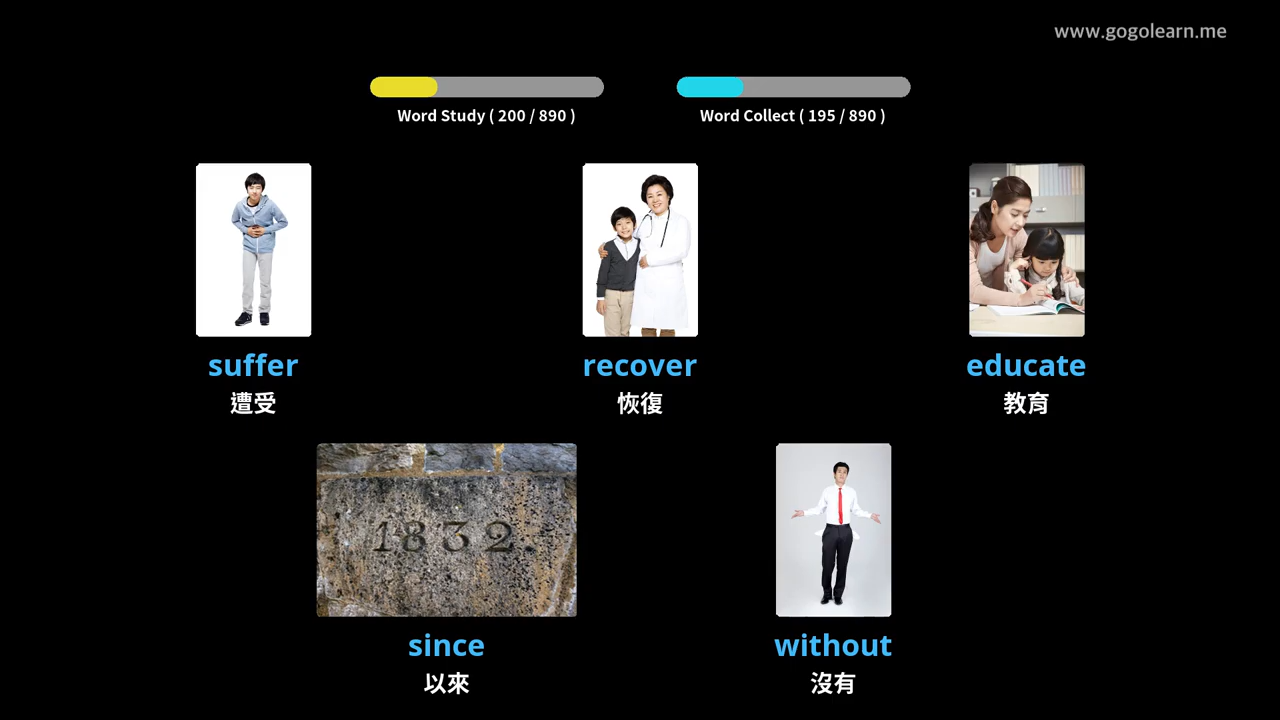 www.gogolearn.me
Word Study ( 200 / 890 )
Word Collect ( 195 / 890 )
suffer
遭受
recover
恢復
educate
教育
1832.
since
以來
without
沒有